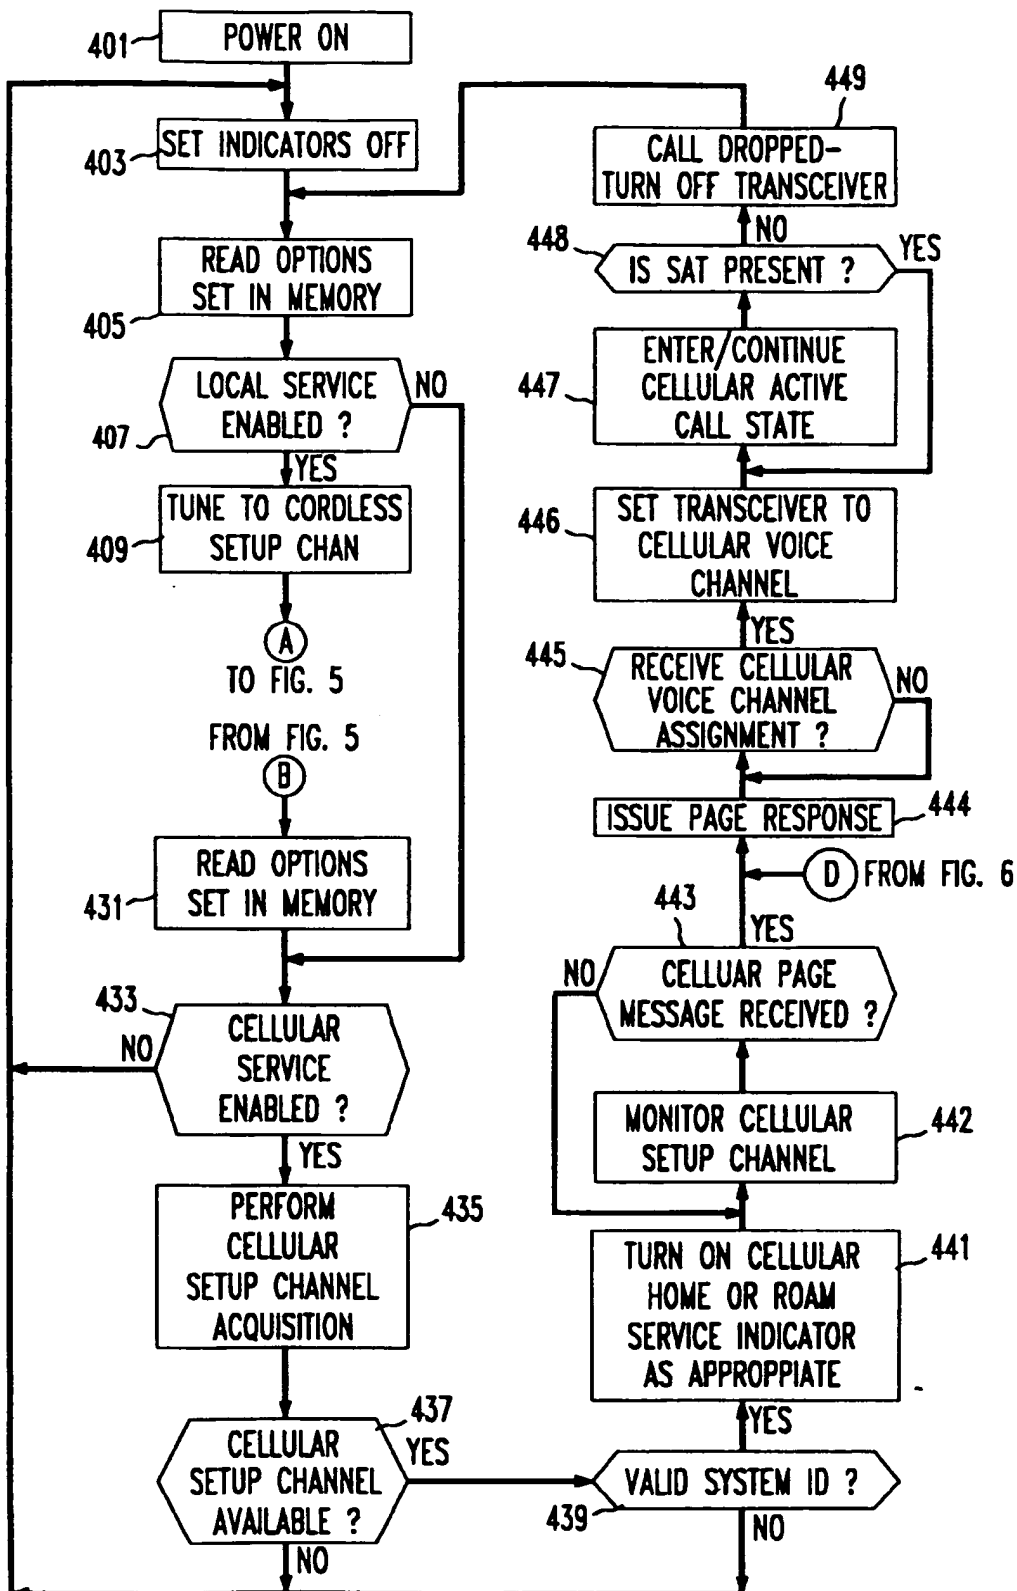 401
POWER ON
403
SET INDICATORS OFF
READ OPTIONS
SET IN MEMORY
405
LOCAL SERVICE
ENABLED ?
407
NO
YES
TUNE TO CORDLESS
SETUP CHAN
409
A
TO FIG. 5
FROM FIG. 5
B
READ OPTIONS
SET IN MEMORY
431
433
CELLULAR
SERVICE
ENABLED ?
NO
YES
PERFORM
CELLULAR
SETUP CHANNEL
ACQUISITION
435
437
CELLULAR
SETUP CHANNEL
AVAILABLE ?
YES
NO
449
CALL DROPPED-
TURN OFF TRANSCEIVER
NO
448
IS SAT PRESENT ?
YES
ENTER/CONTINUE
CELLULAR ACTIVE
CALL STATE
447
SET TRANSCEIVER TO
CELLULAR VOICE
CHANNEL
446
YES
445
RECEIVE CELLULAR
VOICE CHANNEL
ASSIGNMENT ?
NO
ISSUE PAGE RESPONSE
444
D
FROM FIG. 6
443
YES
NO
CELLUAR PAGE
MESSAGE RECEIVED ?
MONITOR CELLULAR
SETUP CHANNEL
442
TURN ON CELLULAR
HOME OR ROAM
SERVICE INDICATOR
AS APPROPPIATE
441
YES
VALID SYSTEM ID ?
439
NO